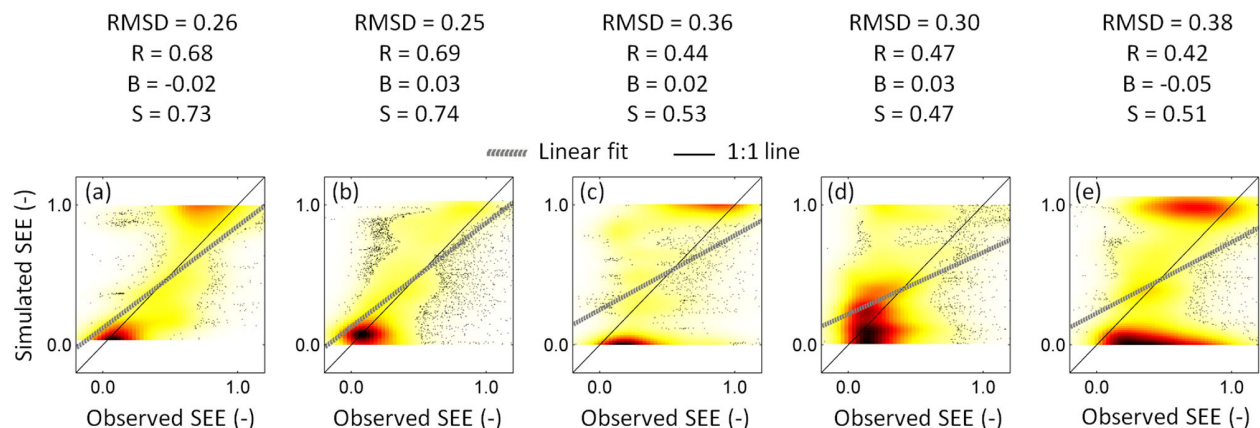 RMSD = 0.26
R = 0.68
B = -0.02
S = 0.73
RMSD = 0.25
R = 0.69
B = 0.03
S = 0.74
RMSD = 0.36
R = 0.44
B = 0.02
S = 0.53
RMSD = 0.30
R = 0.47
B = 0.03
S = 0.47
RMSD = 0.38
R = 0.42
B = -0.05
S = 0.51
Linear fit
1:1 line
Simulated SEE (-)
(a)
1.0
0.0
0.0 1.0
Observed SEE (-)
(b)
1.0
0.0
0.0 1.0
Observed SEE (-)
(c)
1.0
0.0
0.0 1.0
Observed SEE (-)
(d)
1.0
0.0
0.0 1.0
Observed SEE (-)
(e)
1.0
0.0
0.0 1.0
Observed SEE (-)